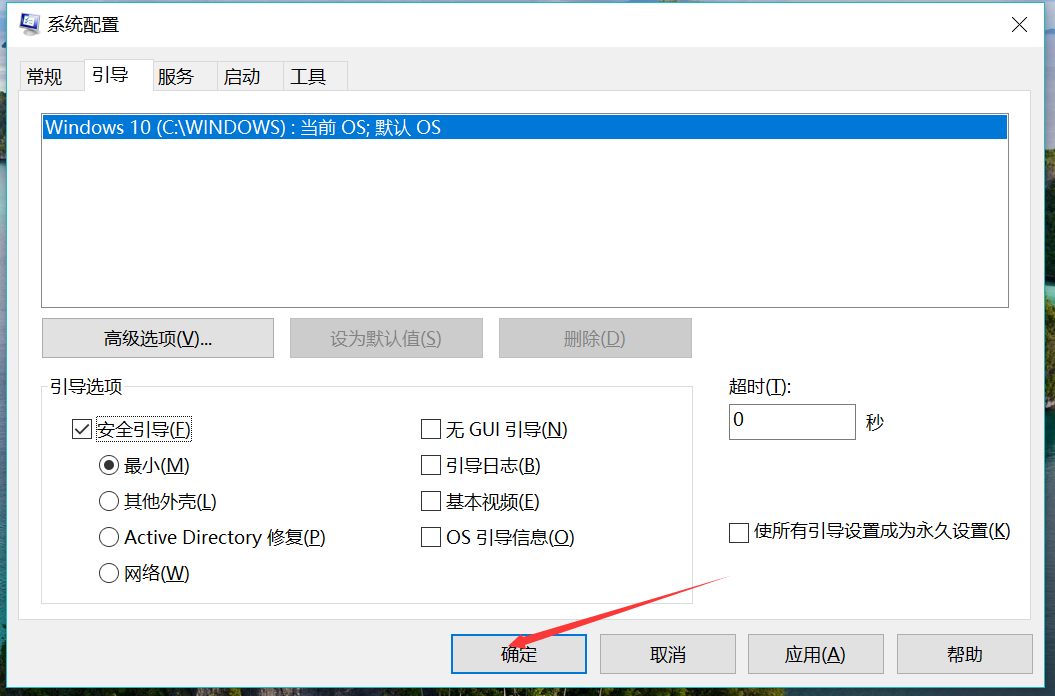 系统配置
常规 引导 服务 启动 工具
Windows 10 (C:\WINDOWS) : 当前 OS; 默认 OS
高级选项(V)... 设为默认值(S) 删除(D)
引导选项 超时(T):
安全引导(F) 无 GUI 引导(N) 0 秒
最小(M) 引导日志(B)
其他外壳(L) 基本视频(E)
Active Directory 修复(P) OS 引导信息(O) 使所有引导设置成为永久设置(K)
网络(W)
确定 取消 应用(A) 帮助